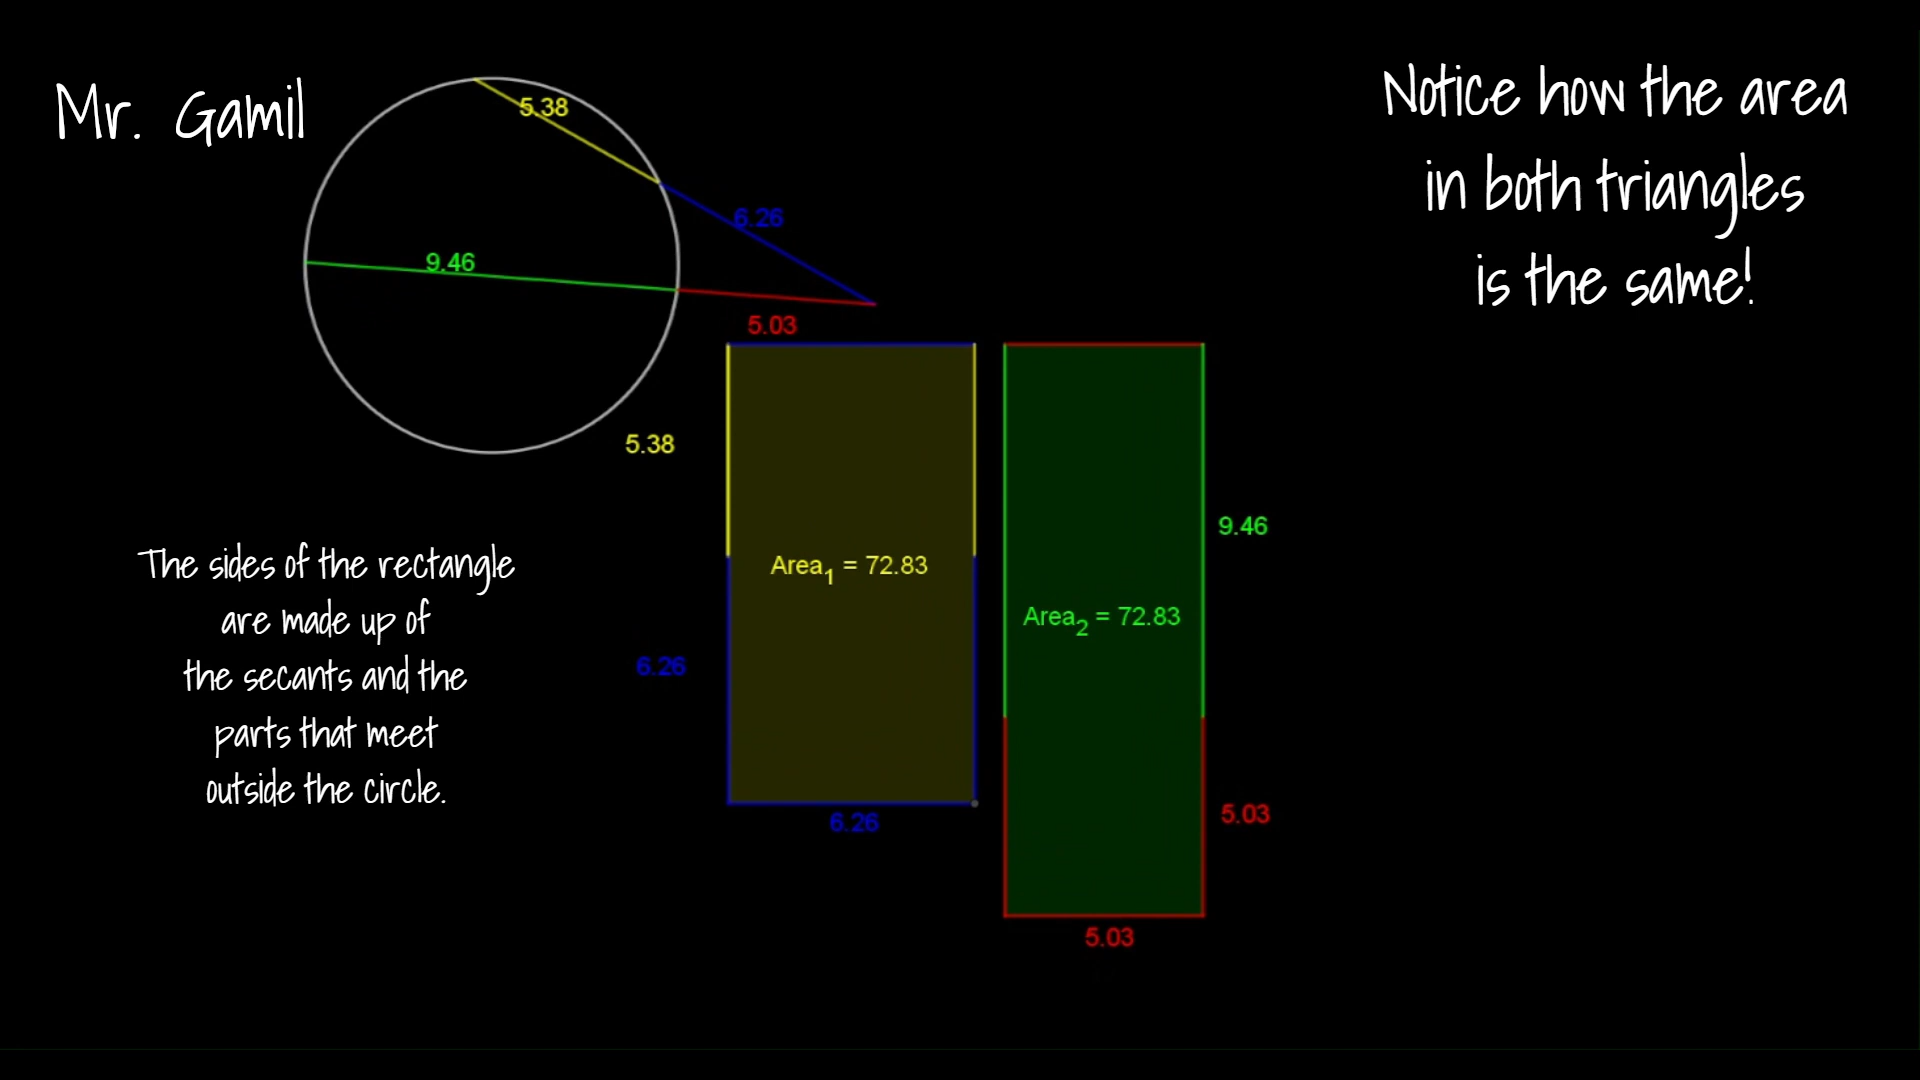 Mr. Gamil
Notice how the area
in both triangles
is the same!
5.38
6.26
9.46
5.03
5.38
6.26
6.26
Area1 = 72.83
Area2 = 72.83
9.46
5.03
5.03
The sides of the rectangle
are made up of
the secants and the
parts that meet
outside the circle.